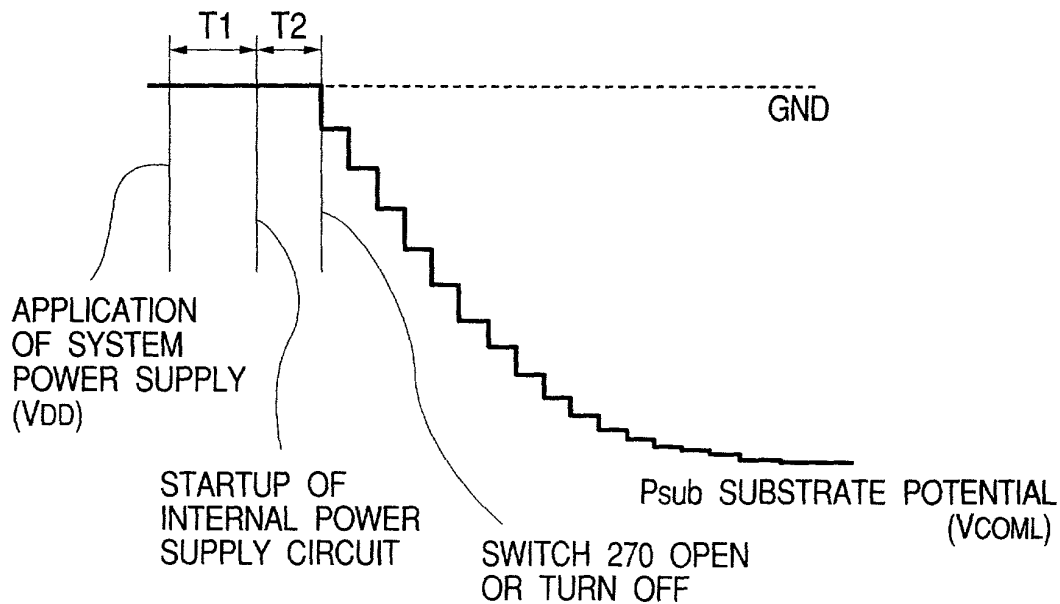 T1 T2
GND
APPLICATION
OF SYSTEM
POWER SUPPLY
(VDD)
STARTUP OF
INTERNAL POWER
SUPPLY CIRCUIT
SWITCH 270 OPEN
OR TURN OFF
Psub SUBSTRATE POTENTIAL
(VCOML)